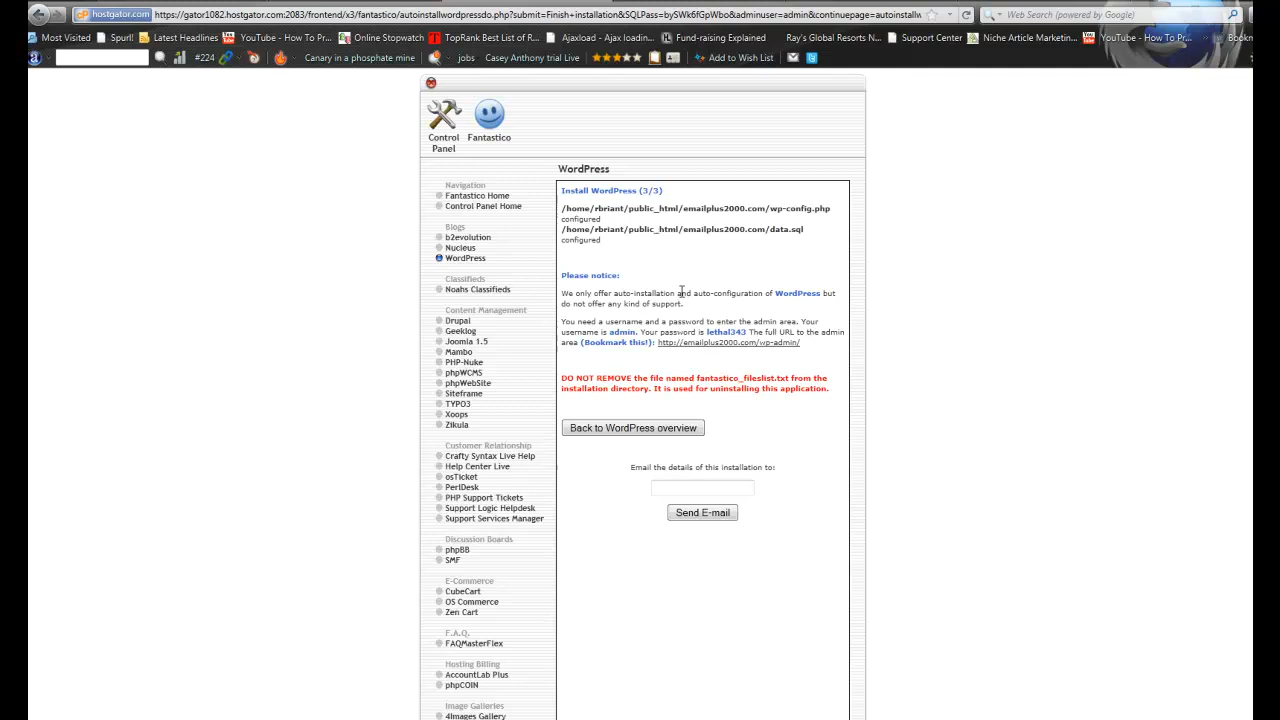 hostgator.com https://gator1082.hostgator.com:2083/frontend/x3/fantastico/autoinstallwordpressdo.php?submit=Finish+installation&SQLPass=bySWk6fGpWbo&adminuser=admin&continuepage=autoinstallw
Web Search (powered by Google)
Most Visited Spurl! Latest Headlines YouTube - How To Pr... Online Stopwatch TopRank Best List of R... Ajaxload - Ajax loadin... Fund-raising Explained Ray's Global Resorts N... Support Center Niche Article Marketin... YouTube - How To Pr... Bookm
#224 Canary in a phosphate mine jobs Casey Anthony trial Live Add to Wish List
Control Panel
Fantastico
WordPress
Navigation
Fantastico Home
Control Panel Home
Blogs
b2evolution
Nucleus
WordPress
Classifieds
Noahs Classifieds
Content Management
Drupal
Geeklog
Joomla 1.5
Mambo
PHP-Nuke
phpWCMS
phpWebSite
Siteframe
TYPO3
Xoops
Zikula
Customer Relationship
Crafty Syntax Live Help
Help Center Live
osTicket
PerlDesk
PHP Support Tickets
Support Logic Helpdesk
Support Services Manager
Discussion Boards
phpBB
SMF
E-Commerce
CubeCart
OS Commerce
Zen Cart
F.A.Q.
FAQMasterFlex
Hosting Billing
AccountLab Plus
phpCOIN
Image Galleries
4Images Gallery
Install WordPress (3/3)
/home/rbriant/public_html/emailplus2000.com/wp-config.php
configured
/home/rbriant/public_html/emailplus2000.com/data.sql
configured
Please notice:
We only offer auto-installation and auto-configuration of WordPress but
do not offer any kind of support.
You need a username and a password to enter the admin area. Your
username is admin. Your password is lethal343 The full URL to the admin
area (Bookmark this!): http://emailplus2000.com/wp-admin/
DO NOT REMOVE the file named fantastico_fileslist.txt from the
installation directory. It is used for uninstalling this application.
Back to WordPress overview
Email the details of this installation to:
Send E-mail